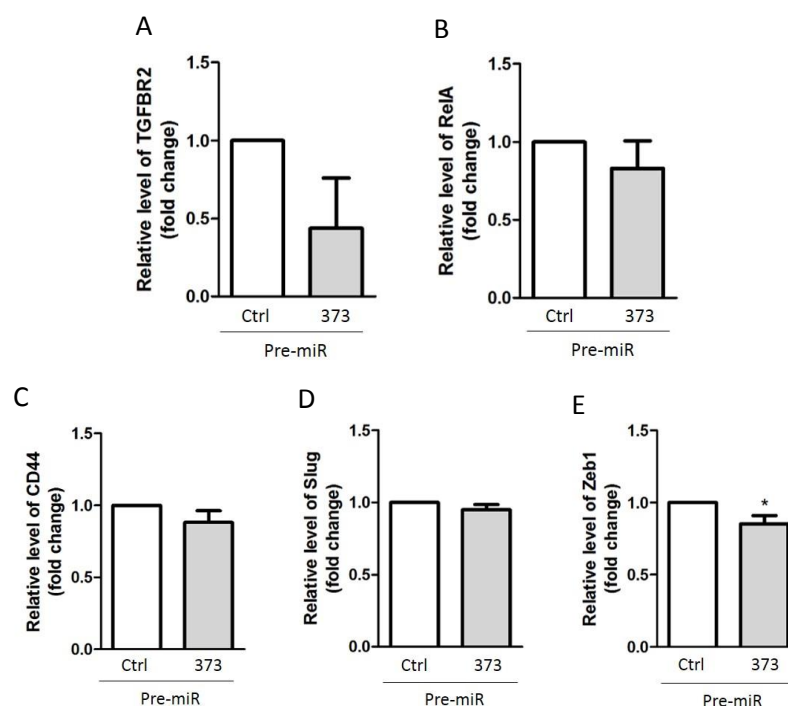 A
Relative level of TGFBR2
(fold change)
1.5
1.0
0.5
0.0
Ctrl 373
Pre-miR
B
Relative level of RelA
(fold change)
1.5
1.0
0.5
0.0
Ctrl 373
Pre-miR
C
Relative level of CD44
(fold change)
1.5
1.0
0.5
0.0
Ctrl 373
Pre-miR
D
Relative level of Slug
(fold change)
1.5
1.0
0.5
0.0
Ctrl 373
Pre-miR
E
Relative level of Zeb1
(fold change)
1.5
1.0
0.5
0.0
*
Ctrl 373
Pre-miR